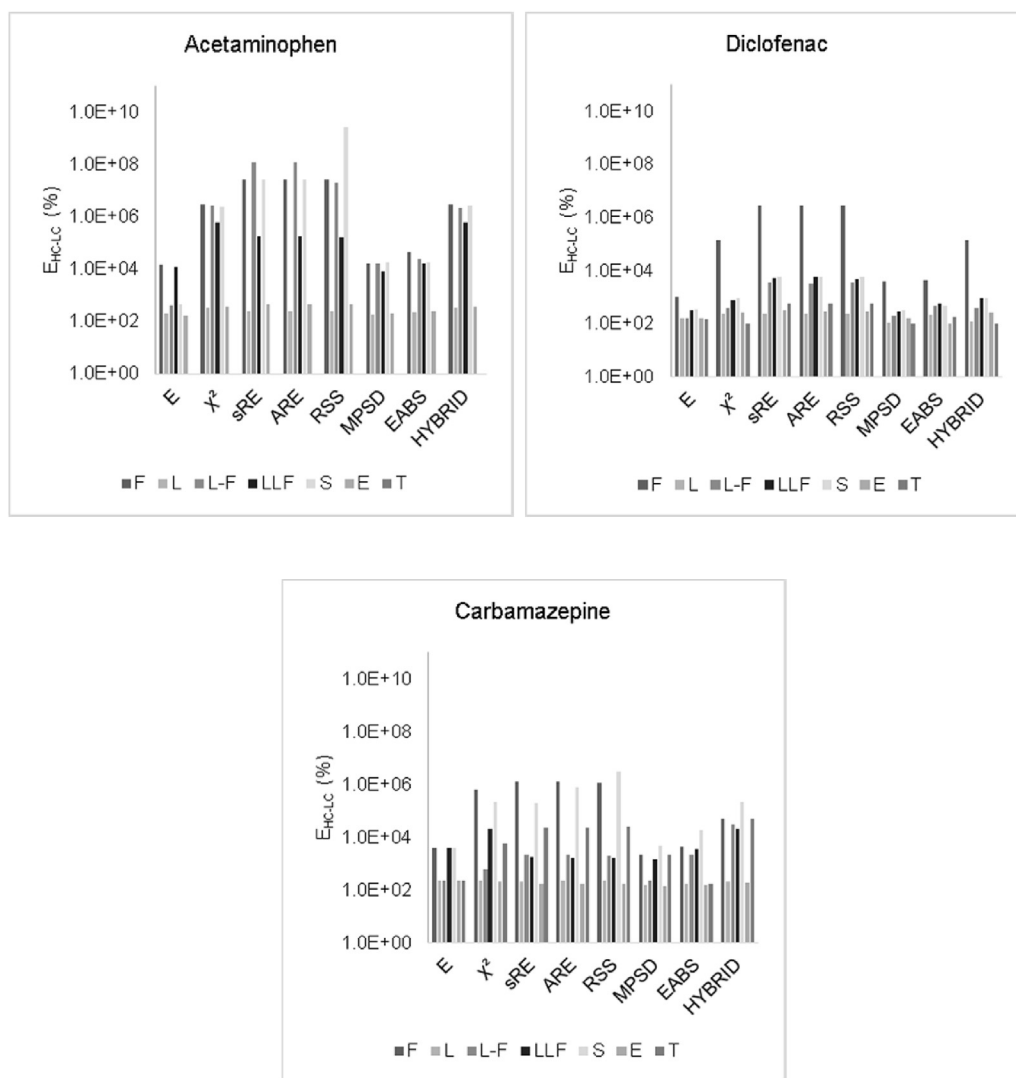 Acetaminophen
E_HC-LC (%)
1.0E+10
1.0E+08
1.0E+06
1.0E+04
1.0E+02
1.0E+00
E X² sRE ARE RSS MPSD EABS HYBRID
F L L-F LLF S E T
Diclofenac
E_HC-LC (%)
1.0E+10
1.0E+08
1.0E+06
1.0E+04
1.0E+02
1.0E+00
E X² sRE ARE RSS MPSD EABS HYBRID
F L L-F LLF S E T
Carbamazepine
E_HC-LC (%)
1.0E+10
1.0E+08
1.0E+06
1.0E+04
1.0E+02
1.0E+00
E X² sRE ARE RSS MPSD EABS HYBRID
F L L-F LLF S E T